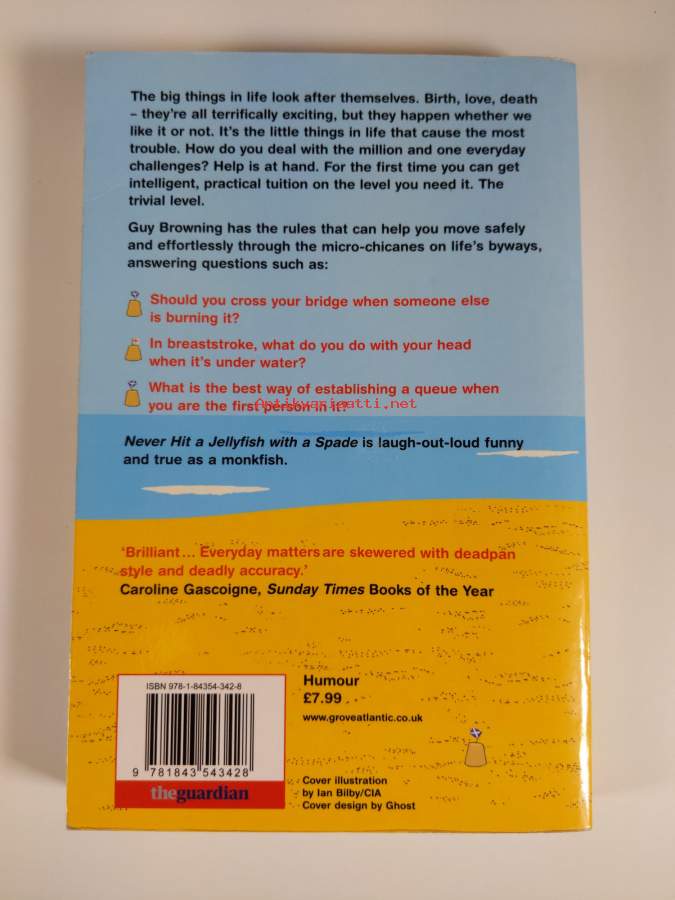 The big things in life look after themselves. Birth, love, death
– they're all terrifically exciting, but they happen whether we
like it or not. It's the little things in life that cause the most
trouble. How do you deal with the million and one everyday
challenges? Help is at hand. For the first time you can get
intelligent, practical tuition on the level you need it. The
trivial level.
Guy Browning has the rules that can help you move safely
and effortlessly through the micro-chicanes on life's byways,
answering questions such as:
Should you cross your bridge when someone else
is burning it?
In breaststroke, what do you do with your head
when it's under water?
What is the best way of establishing a queue when
you are the first person in it?
Antikvariaatti.net
Never Hit a Jellyfish with a Spade is laugh-out-loud funny
and true as a monkfish.
'Brilliant ... Everyday matters are skewered with deadpan
style and deadly accuracy.'
Caroline Gascoigne, Sunday Times Books of the Year
ISBN 978-1-84354-342-8
9 781843 543428
theguardian
Humour
£7.99
www.groveatlantic.co.uk
Cover illustration
by Ian Bilby/CIA
Cover design by Ghost